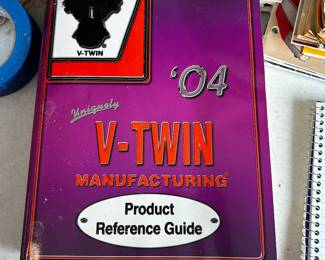 V-TWIN
'04
Uniquely
V-TWIN
MANUFACTURING
Product
Reference Guide